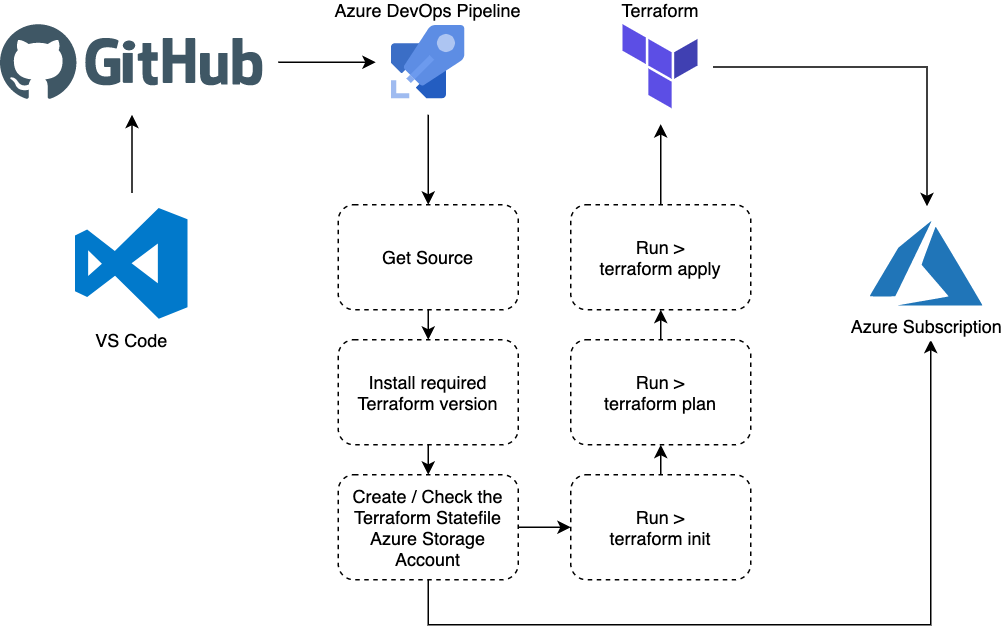 Azure DevOps Pipeline
Terraform
GitHub
Get Source
Run >
terraform apply
VS Code
Azure Subscription
Install required
Terraform version
Run >
terraform plan
Create / Check the
Terraform Statefile
Azure Storage
Account
Run >
terraform init